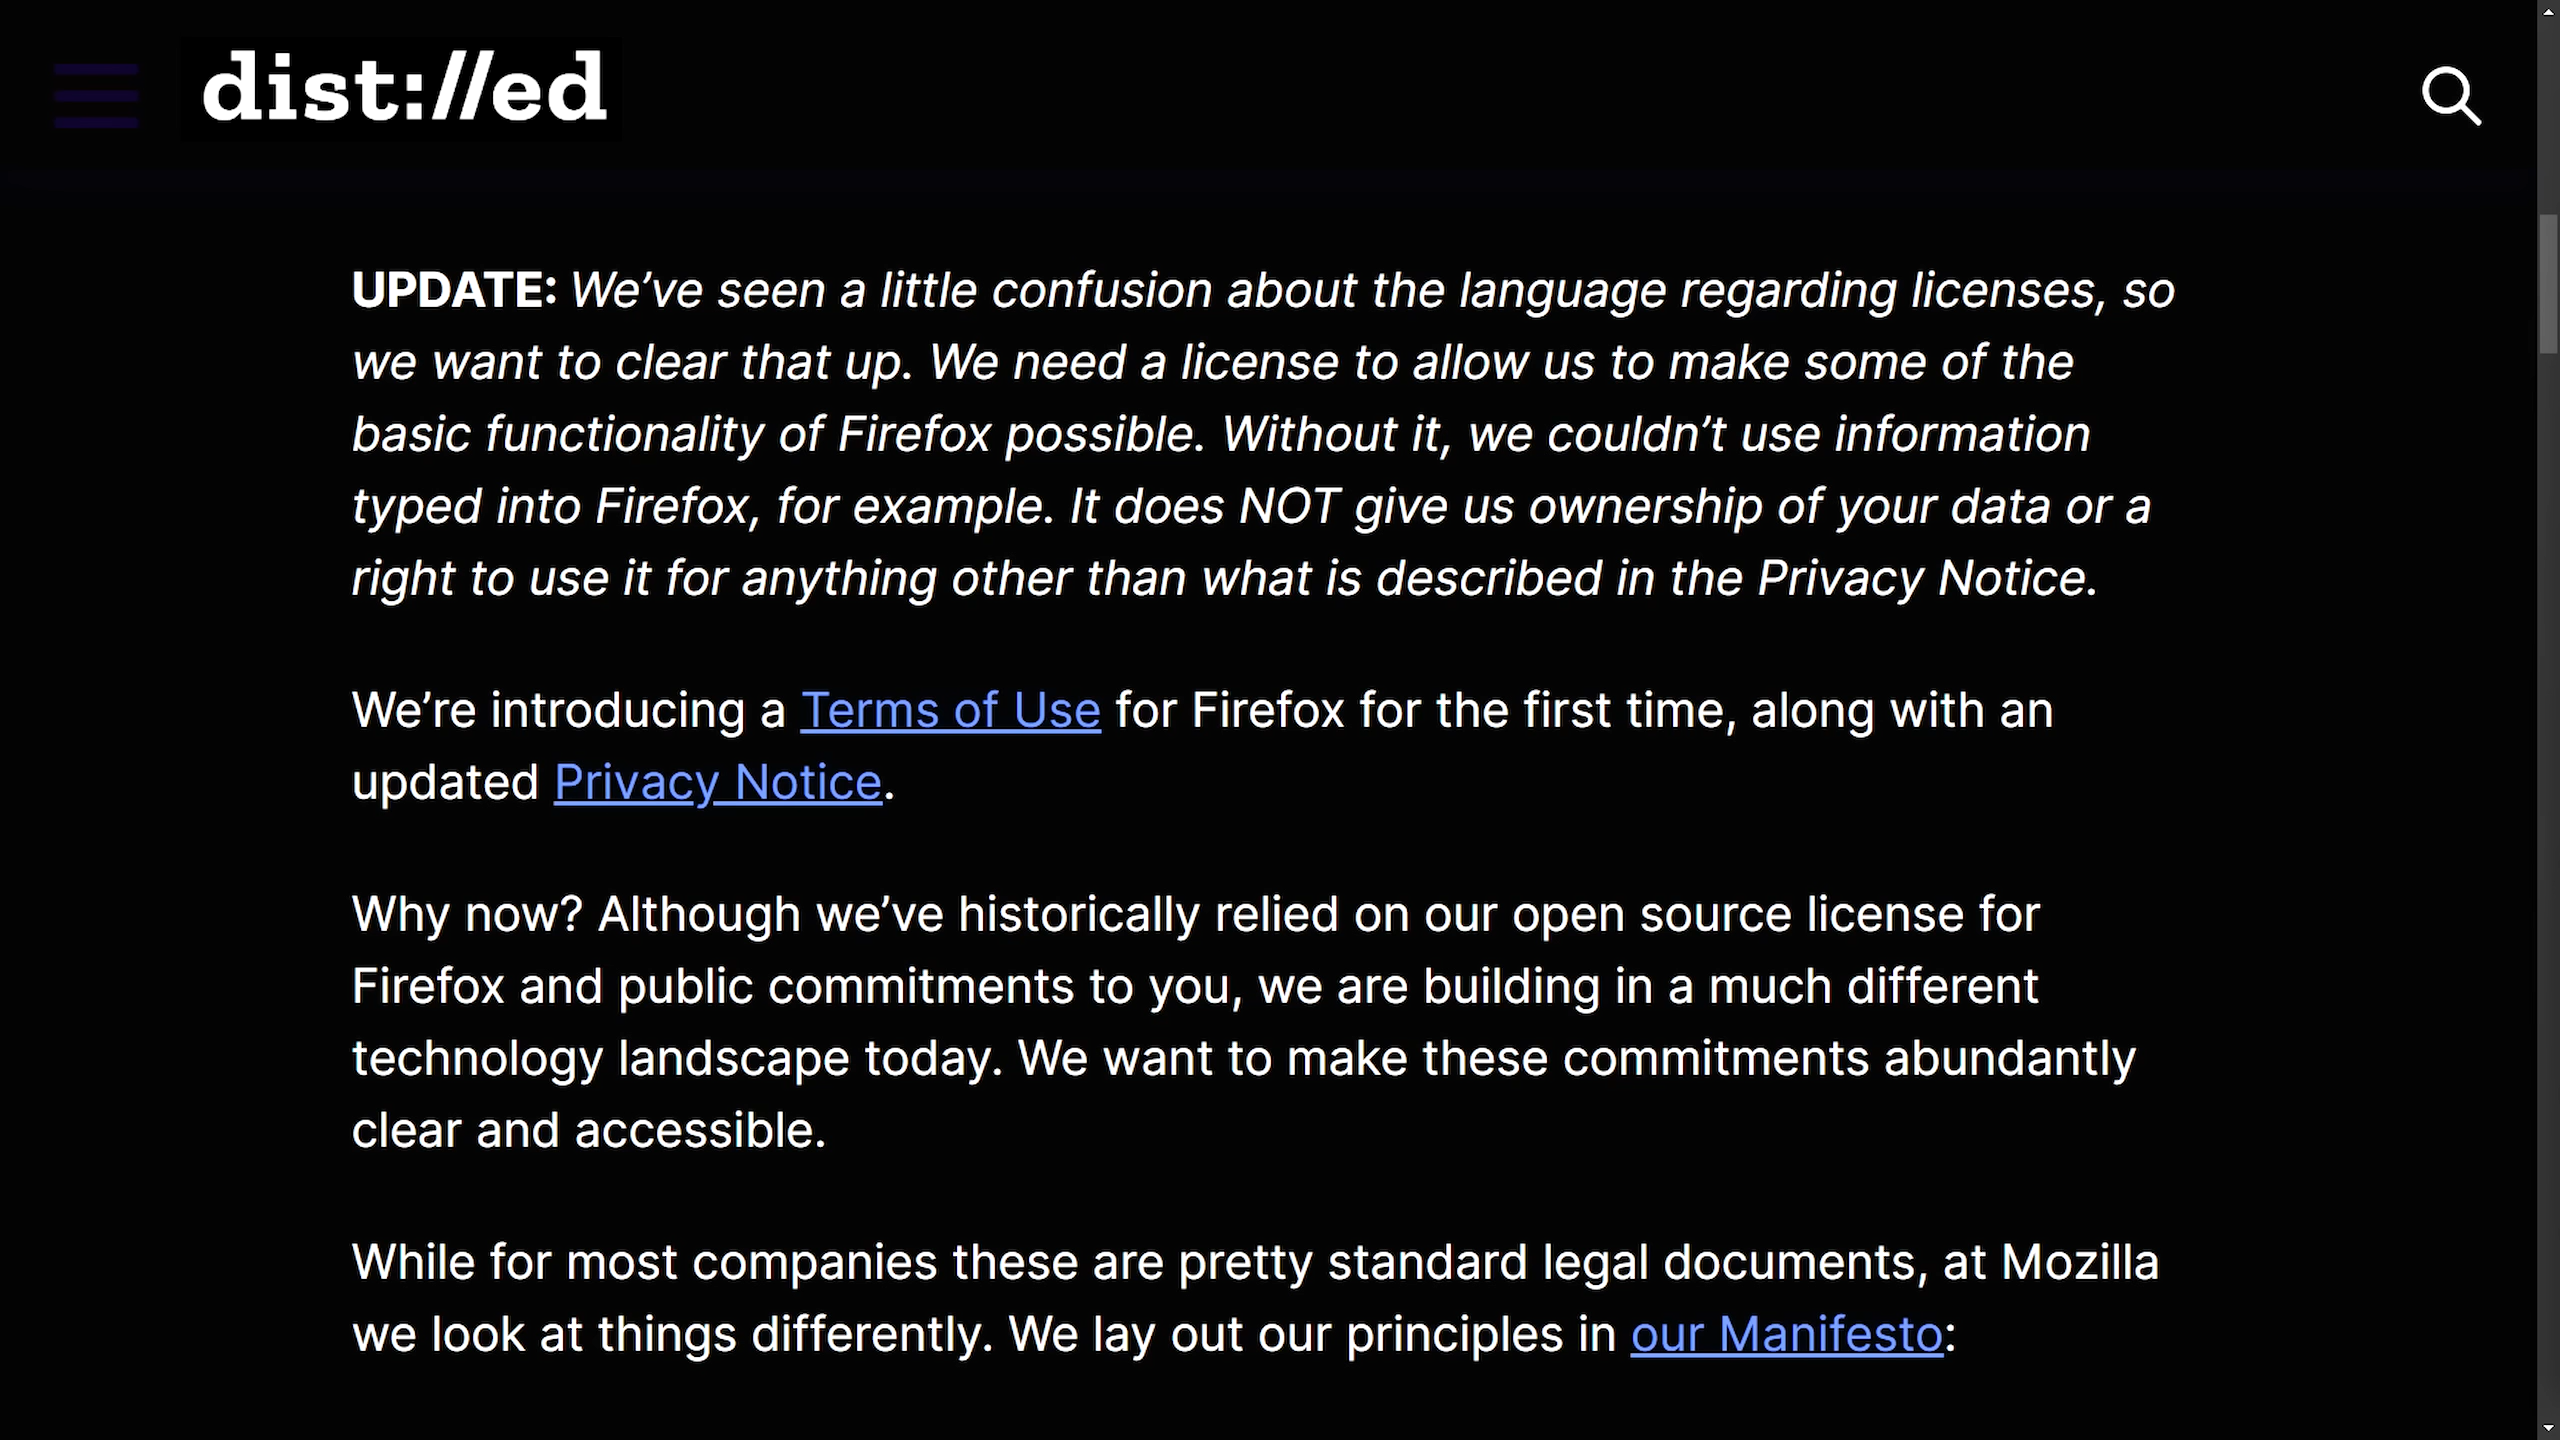 dist://ed
UPDATE: We’ve seen a little confusion about the language regarding licenses, so
we want to clear that up. We need a license to allow us to make some of the
basic functionality of Firefox possible. Without it, we couldn’t use information
typed into Firefox, for example. It does NOT give us ownership of your data or a
right to use it for anything other than what is described in the Privacy Notice.
We’re introducing a Terms of Use for Firefox for the first time, along with an
updated Privacy Notice.
Why now? Although we’ve historically relied on our open source license for
Firefox and public commitments to you, we are building in a much different
technology landscape today. We want to make these commitments abundantly
clear and accessible.
While for most companies these are pretty standard legal documents, at Mozilla
we look at things differently. We lay out our principles in our Manifesto: